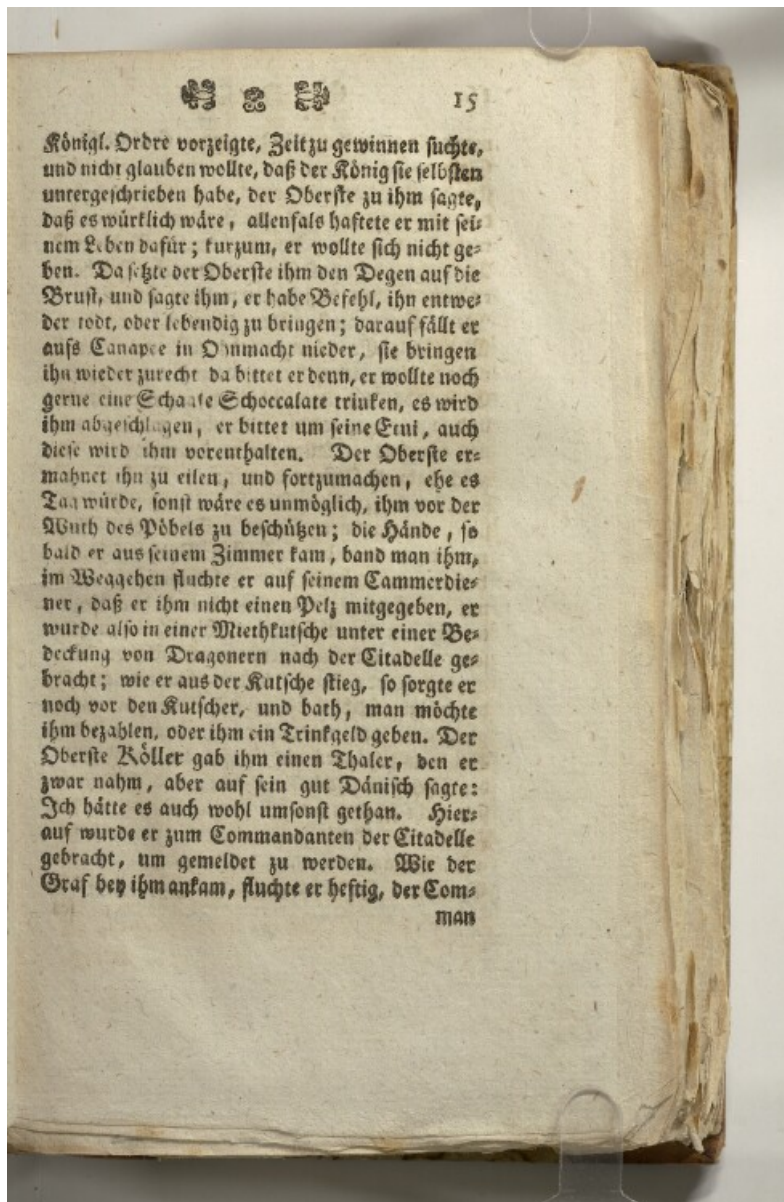 15
Königl. Ordre vorzeigte, Zeit zu gewinnen suchte,
und nicht glauben wollte, daß der König sie selbsten
untergeschrieben habe, der Oberste zu ihm sagte,
daß es würklich wäre, allenfals haftete er mit sei⸗
nem Leben dafür; kurzum, er wollte sich nicht ge⸗
ben. Da setzte der Oberste ihm den Degen auf die
Brust, und sagte ihm, er habe Befehl, ihn entwe⸗
der todt, oder lebendig zu bringen; darauf fällt er
aufs Canapee in Ohnmacht nieder, sie bringen
ihn wieder zurecht da bittet er denn, er wollte noch
gerne eine Schaale Schoccalate trinken, es wird
ihm abgeschlagen, er bittet um seine Etui, auch
diese wird ihm vorenthalten. Der Oberste er⸗
mahnet ihn zu eilen, und fortzumachen, ehe es
Tag würde, sonst wäre es unmöglich, ihm vor der
Wuth des Pöbels zu beschützen; die Hände, so
bald er aus seinem Zimmer kam, band man ihm,
im Weggehen fluchte er auf seinem Cammerdie⸗
ner, daß er ihm nicht einen Pelz mitgegeben, er
wurde also in einer Miethkutsche unter einer Be⸗
deckung von Dragonern nach der Citadelle ge⸗
bracht; wie er aus der Kutsche stieg, so sorgte er
noch vor den Kutscher, und bath, man möchte
ihm bezahlen, oder ihm ein Trinkgeld geben. Der
Oberste Köller gab ihm einen Thaler, den er
zwar nahm, aber auf sein gut Dänisch sagte:
Ich hätte es auch wohl umsonst gethan. Hier⸗
auf wurde er zum Commandanten der Citadelle
gebracht, um gemeldet zu werden. Wie der
Graf bey ihm ankam, fluchte er heftig, der Com⸗
man